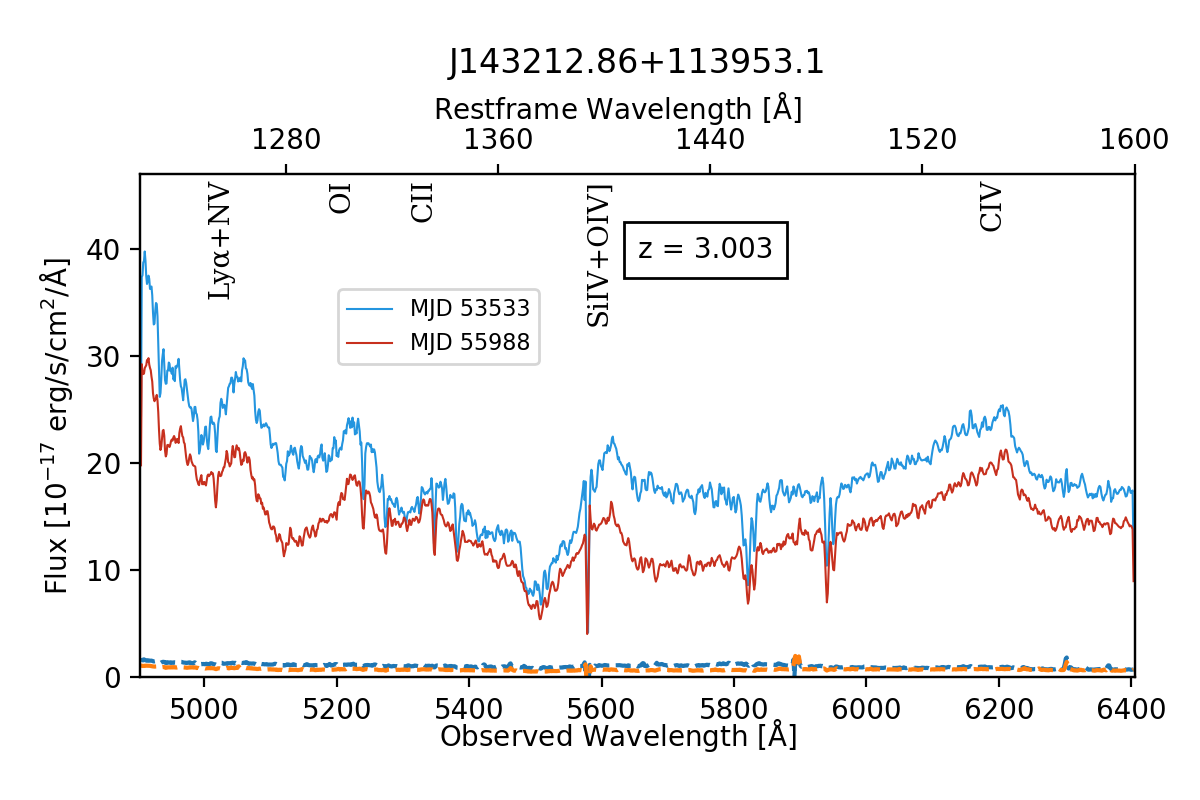 J143212.86+113953.1
Restframe Wavelength [Å]
1280 1360 1440 1520 1600
Lyα+NV
OI
CII
SiIV+OIV]
CIV
z = 3.003
MJD 53533
MJD 55988
Flux [10⁻¹⁷ erg/s/cm²/Å]
40
30
20
10
0
5000 5200 5400 5600 5800 6000 6200 6400
Observed Wavelength [Å]